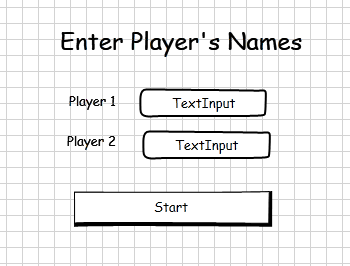 Enter Player's Names
Player 1 TextInput
Player 2 TextInput
Start